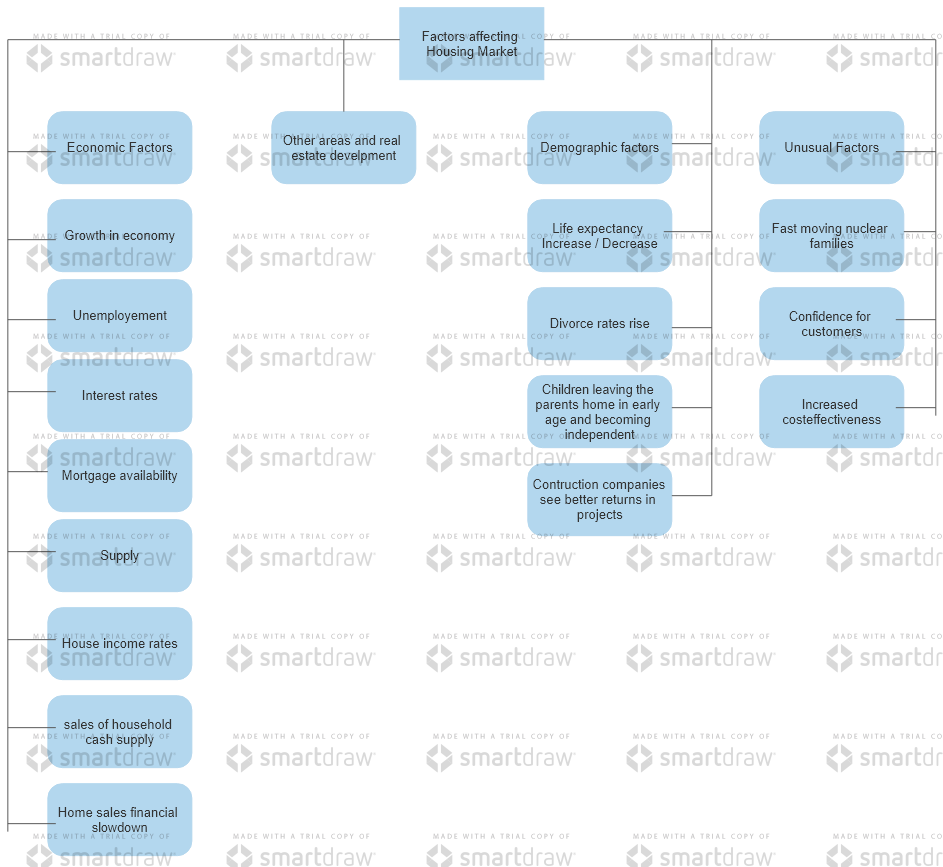 Factors affecting
Housing Market
Economic Factors
Growth in economy
Unemployement
Interest rates
Mortgage availability
Supply
House income rates
sales of household
cash supply
Home sales financial
slowdown
Other areas and real
estate develpment
Demographic factors
Life expectancy
Increase / Decrease
Divorce rates rise
Children leaving the
parents home in early
age and becoming
independent
Contruction companies
see better returns in
projects
Unusual Factors
Fast moving nuclear
families
Confidence for
customers
Increased
costeffectiveness
MADE WITH A TRIAL COPY OF
smartdraw